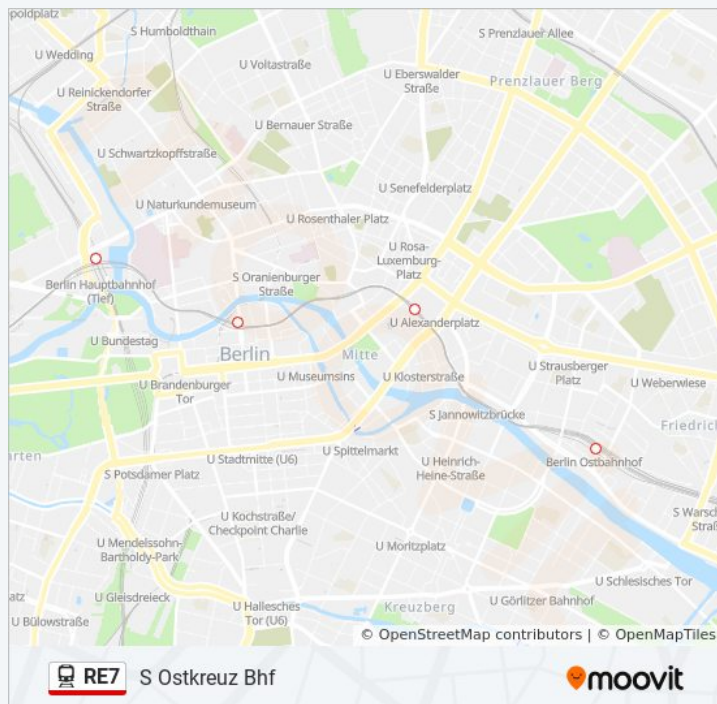 poldplatz
S Humboldthain
S Prenzlauer Allee
U Wedding
U Voltastraße
U Eberswalder
Straße
Prenzlauer Berg
U Reinickendorfer
Straße
U Bernauer Straße
U Schwartzkopffstraße
U Senefelderplatz
U Naturkundemuseum
U Rosenthaler Platz
U Rosa-
Luxemburg-
Platz
S Oranienburger
Straße
Berlin Hauptbahnhof
(Tief)
U Alexanderplatz
U Bundestag
Berlin
Mitte
U Strausberger
Platz
U Brandenburger
Tor
U Museumsins
U Klosterstraße
U Weberwiese
S Jannowitzbrücke
Friedrich
arten
U Stadtmitte (U6)
U Spittelmarkt
U Heinrich-
Heine-Straße
Berlin Ostbahnhof
S Potsdamer Platz
U Kochstraße/
Checkpoint Charlie
S Warsch
Straß
U Mendelssohn-
Bartholdy-Park
U Moritzplatz
U Schlesisches Tor
atz
U Gleisdreieck
U Hallesches
Tor (U6)
Kreuzberg
U Görlitzer Bahnhof
U Bülowstraße
© OpenStreetMap contributors | © OpenMapTiles
RE7
S Ostkreuz Bhf
moovit